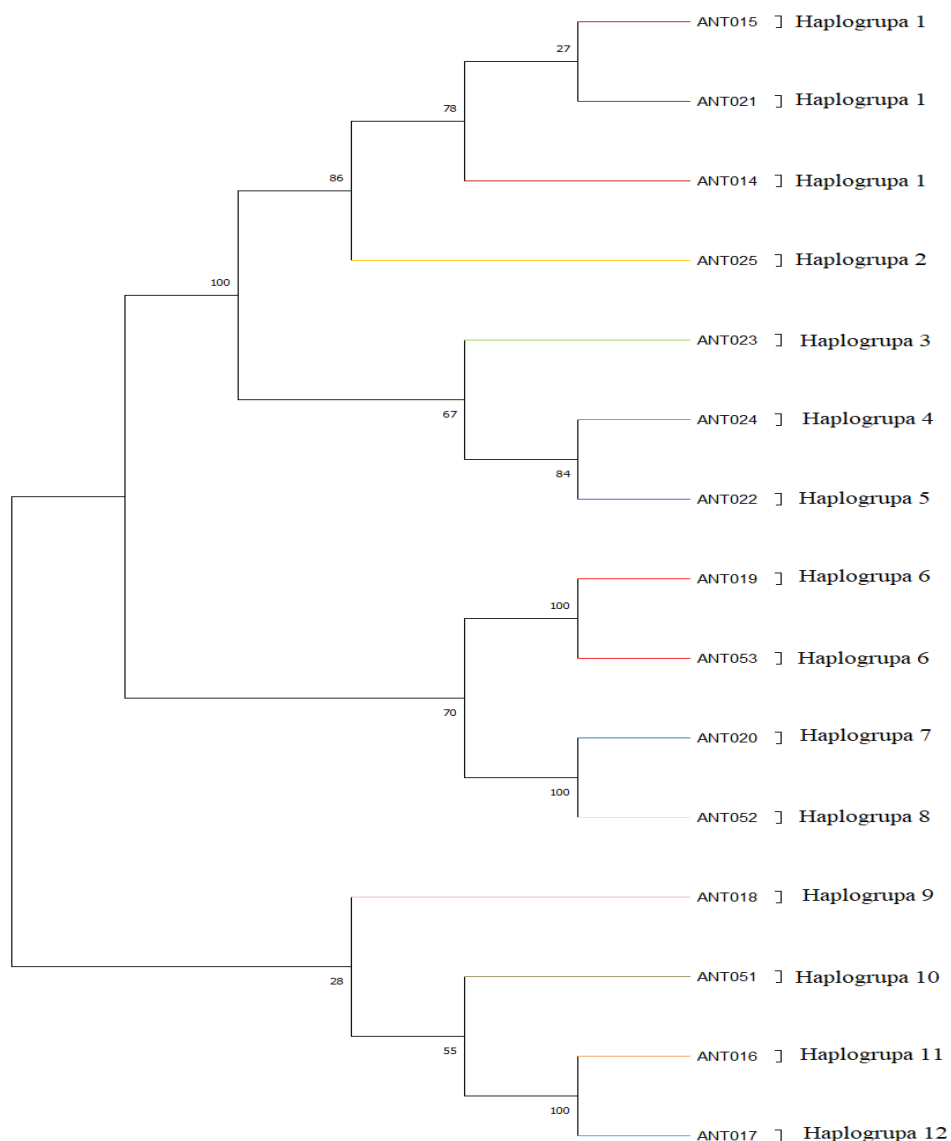 ANT015 Haplogrupa 1
27
ANT021 Haplogrupa 1
78
ANT014 Haplogrupa 1
86
ANT025 Haplogrupa 2
100
ANT023 Haplogrupa 3
67
ANT024 Haplogrupa 4
84
ANT022 Haplogrupa 5
ANT019 Haplogrupa 6
100
ANT053 Haplogrupa 6
70
ANT020 Haplogrupa 7
100
ANT052 Haplogrupa 8
ANT018 Haplogrupa 9
28
ANT051 Haplogrupa 10
55
ANT016 Haplogrupa 11
100
ANT017 Haplogrupa 12